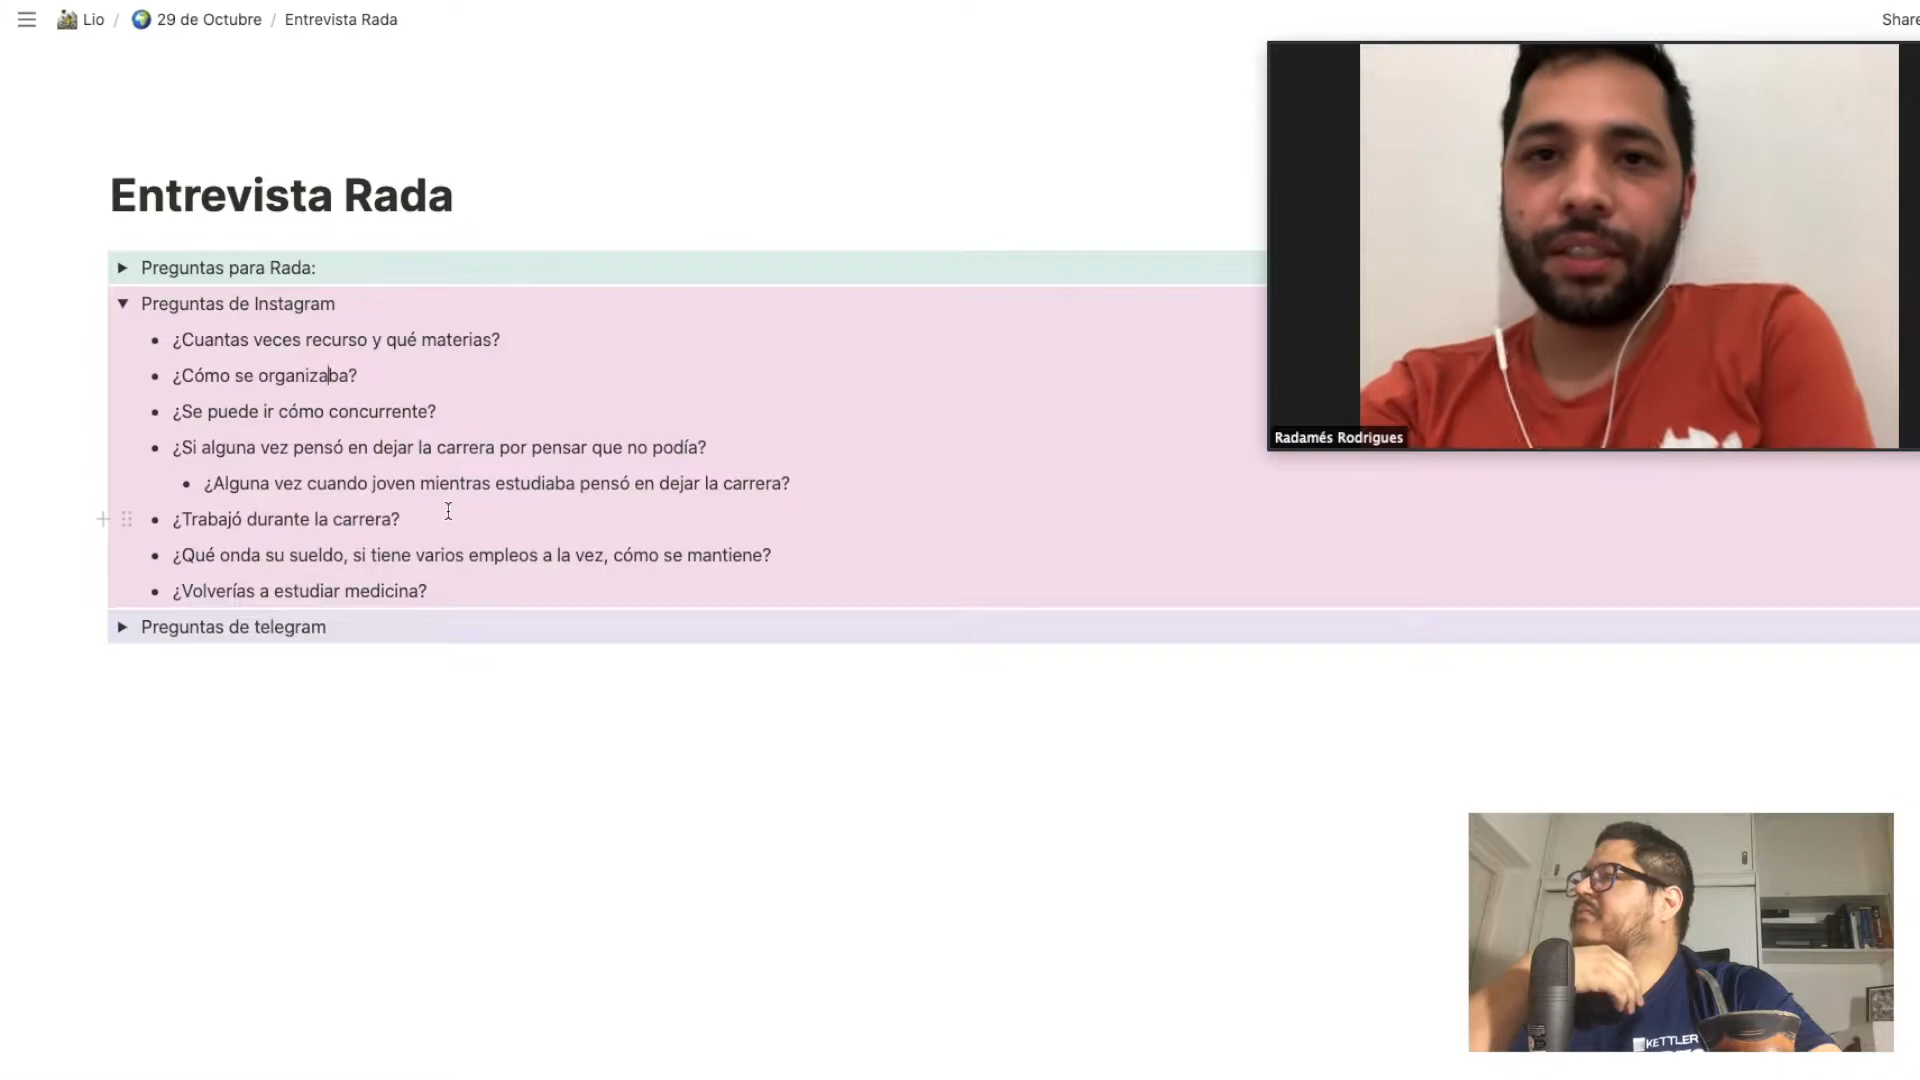 Lio / 29 de Octubre / Entrevista Rada
Share
Entrevista Rada
Preguntas para Rada:
Preguntas de Instagram
¿Cuantas veces recurso y qué materias?
¿Cómo se organizaba?
¿Se puede ir cómo concurrente?
¿Si alguna vez pensó en dejar la carrera por pensar que no podía?
¿Alguna vez cuando joven mientras estudiaba pensó en dejar la carrera?
¿Trabajó durante la carrera?
¿Qué onda su sueldo, si tiene varios empleos a la vez, cómo se mantiene?
¿Volverías a estudiar medicina?
Preguntas de telegram
Radamés Rodrigues
KETTLER